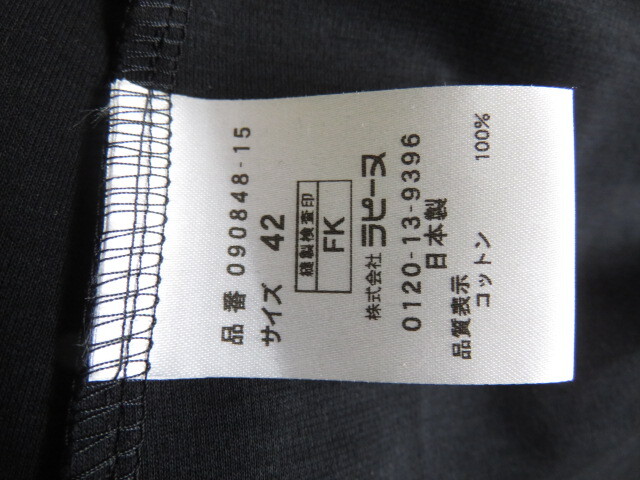 品番 090848-15
サイズ 42
縫製検査印
FK
株式会社 ラピーヌ
0120-13-9396
日本製
品質表示
コットン 100%